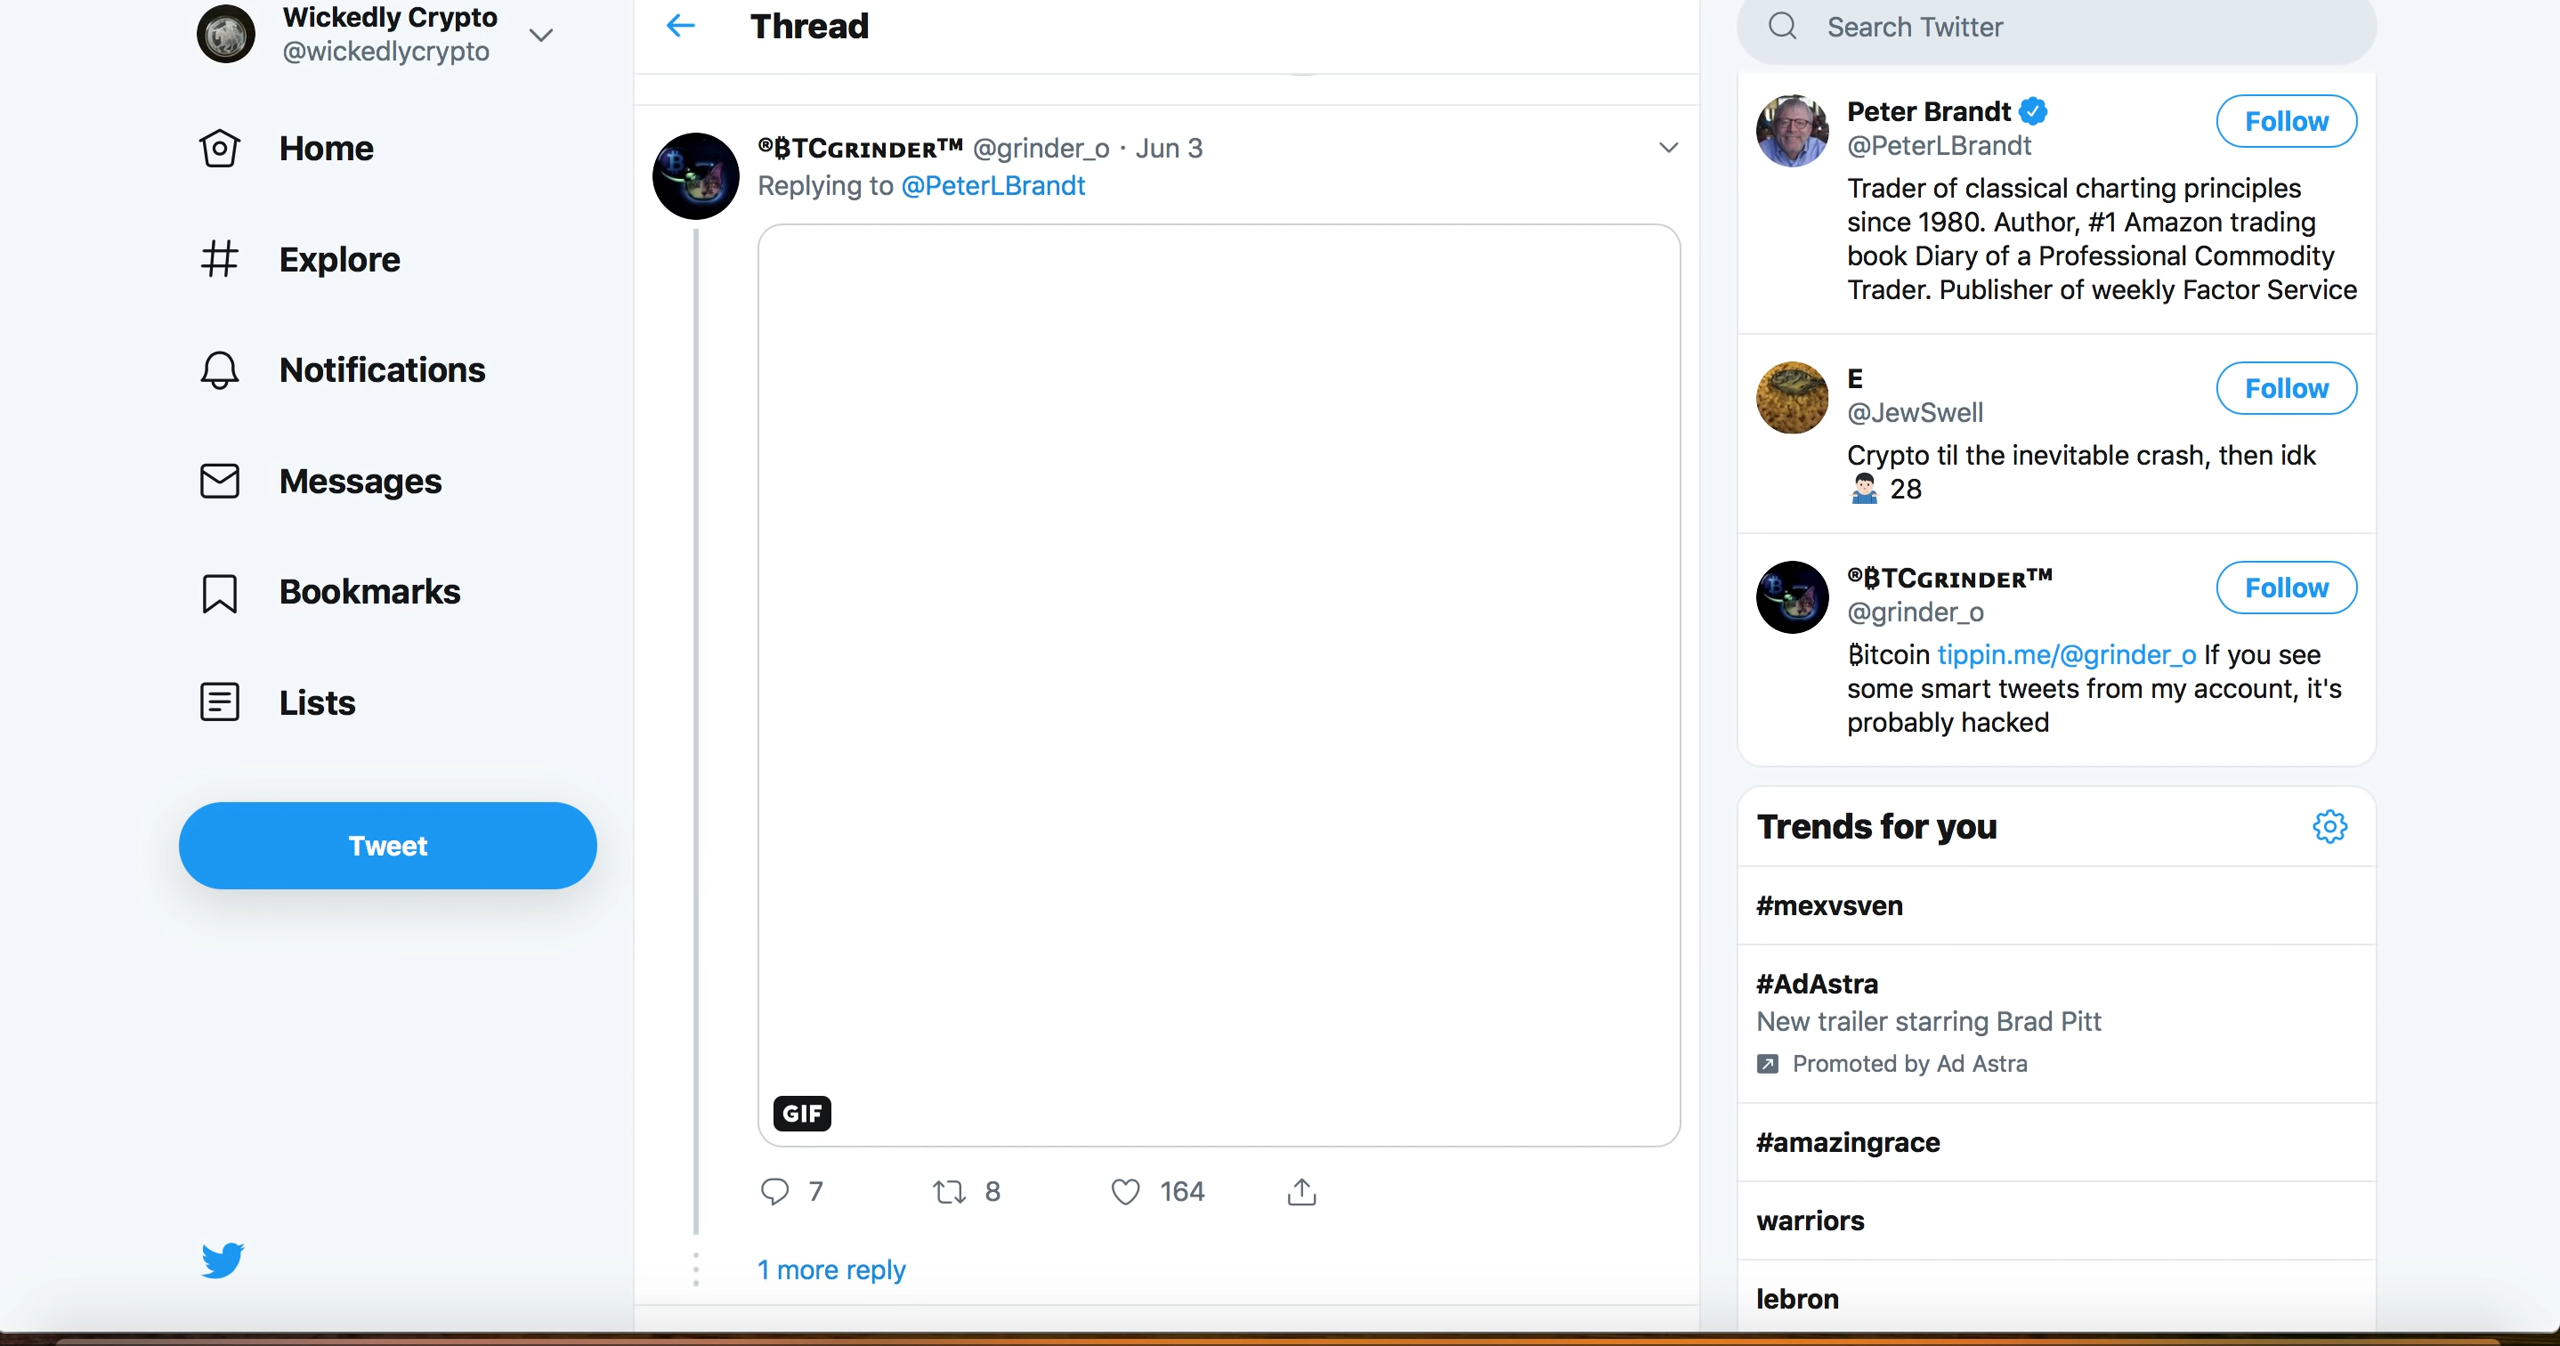 Wickedly Crypto
@wickedlycrypto
Home
Explore
Notifications
Messages
Bookmarks
Lists
Tweet
Thread
®₿TCɢʀɪɴᴅᴇʀ™ @grinder_o · Jun 3
Replying to @PeterLBrandt
GIF
7 8 164
1 more reply
Search Twitter
Peter Brandt
@PeterLBrandt
Follow
Trader of classical charting principles
since 1980. Author, #1 Amazon trading
book Diary of a Professional Commodity
Trader. Publisher of weekly Factor Service
E
@JewSwell
Follow
Crypto til the inevitable crash, then idk
🤷🏻‍♂️ 28
®₿TCɢʀɪɴᴅᴇʀ™
@grinder_o
Follow
₿itcoin tippin.me/@grinder_o If you see
some smart tweets from my account, it's
probably hacked
Trends for you
#mexvsven
#AdAstra
New trailer starring Brad Pitt
Promoted by Ad Astra
#amazingrace
warriors
lebron